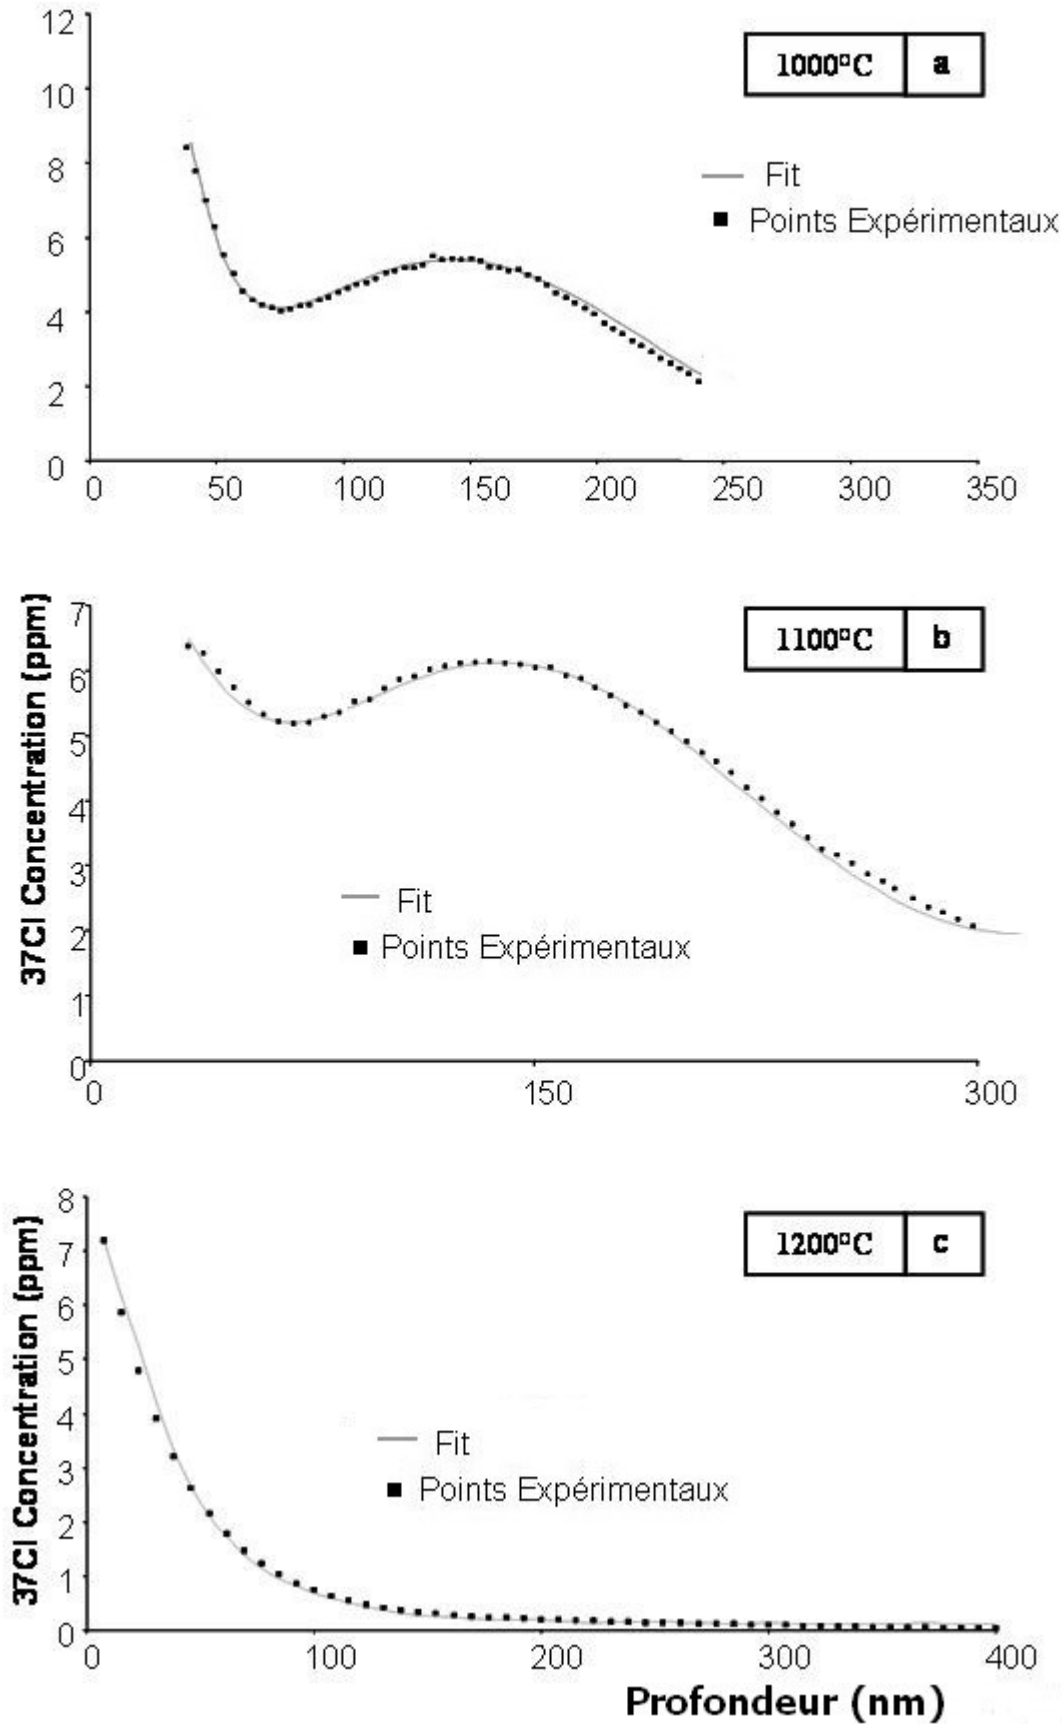 12
1000°C a
10
8
Fit
Points Expérimentaux
6
4
2
0
0 50 100 150 200 250 300 350
37Cl Concentration (ppm)
7
1100°C b
6
5
4
3
Fit
Points Expérimentaux
2
1
0
0 150 300
37Cl Concentration (ppm)
8
1200°C c
7
6
5
4
Fit
3
Points Expérimentaux
2
1
0
0 100 200 300 400
Profondeur (nm)